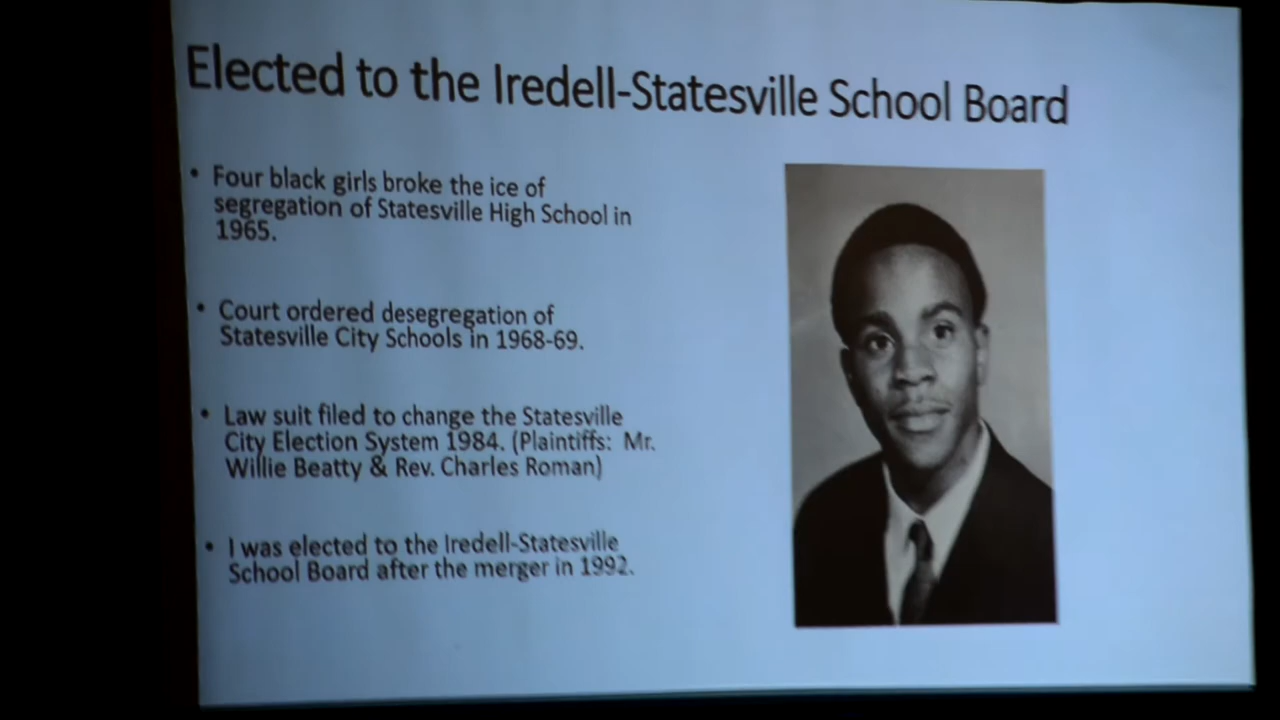 Elected to the Iredell-Statesville School Board
• Four black girls broke the ice of
segregation of Statesville High School in
1965.
• Court ordered desegregation of
Statesville City Schools in 1968-69.
• Law suit filed to change the Statesville
City Election System 1984. (Plaintiffs: Mr.
Willie Beatty & Rev. Charles Roman)
• I was elected to the Iredell-Statesville
School Board after the merger in 1992.